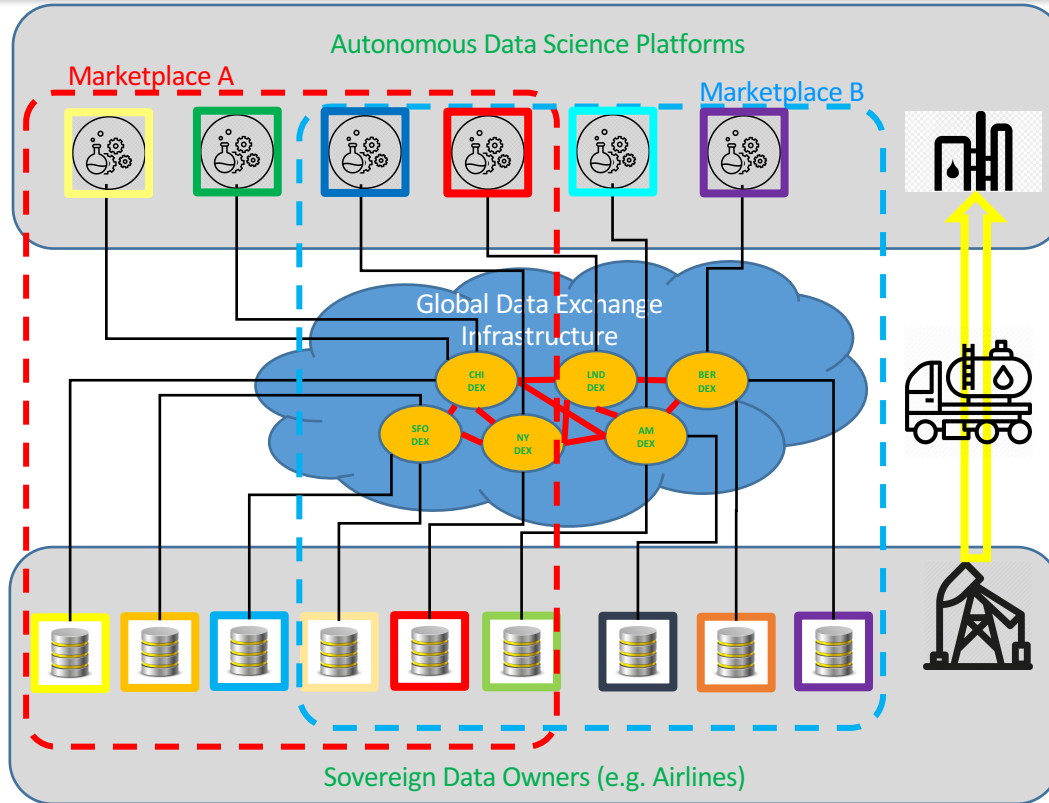 Autonomous Data Science Platforms
Marketplace A
Marketplace B
Global Data Exchange
Infrastructure
CHI
DEX
LND
DEX
BER
DEX
SFO
DEX
NY
DEX
AM
DEX
Sovereign Data Owners (e.g. Airlines)